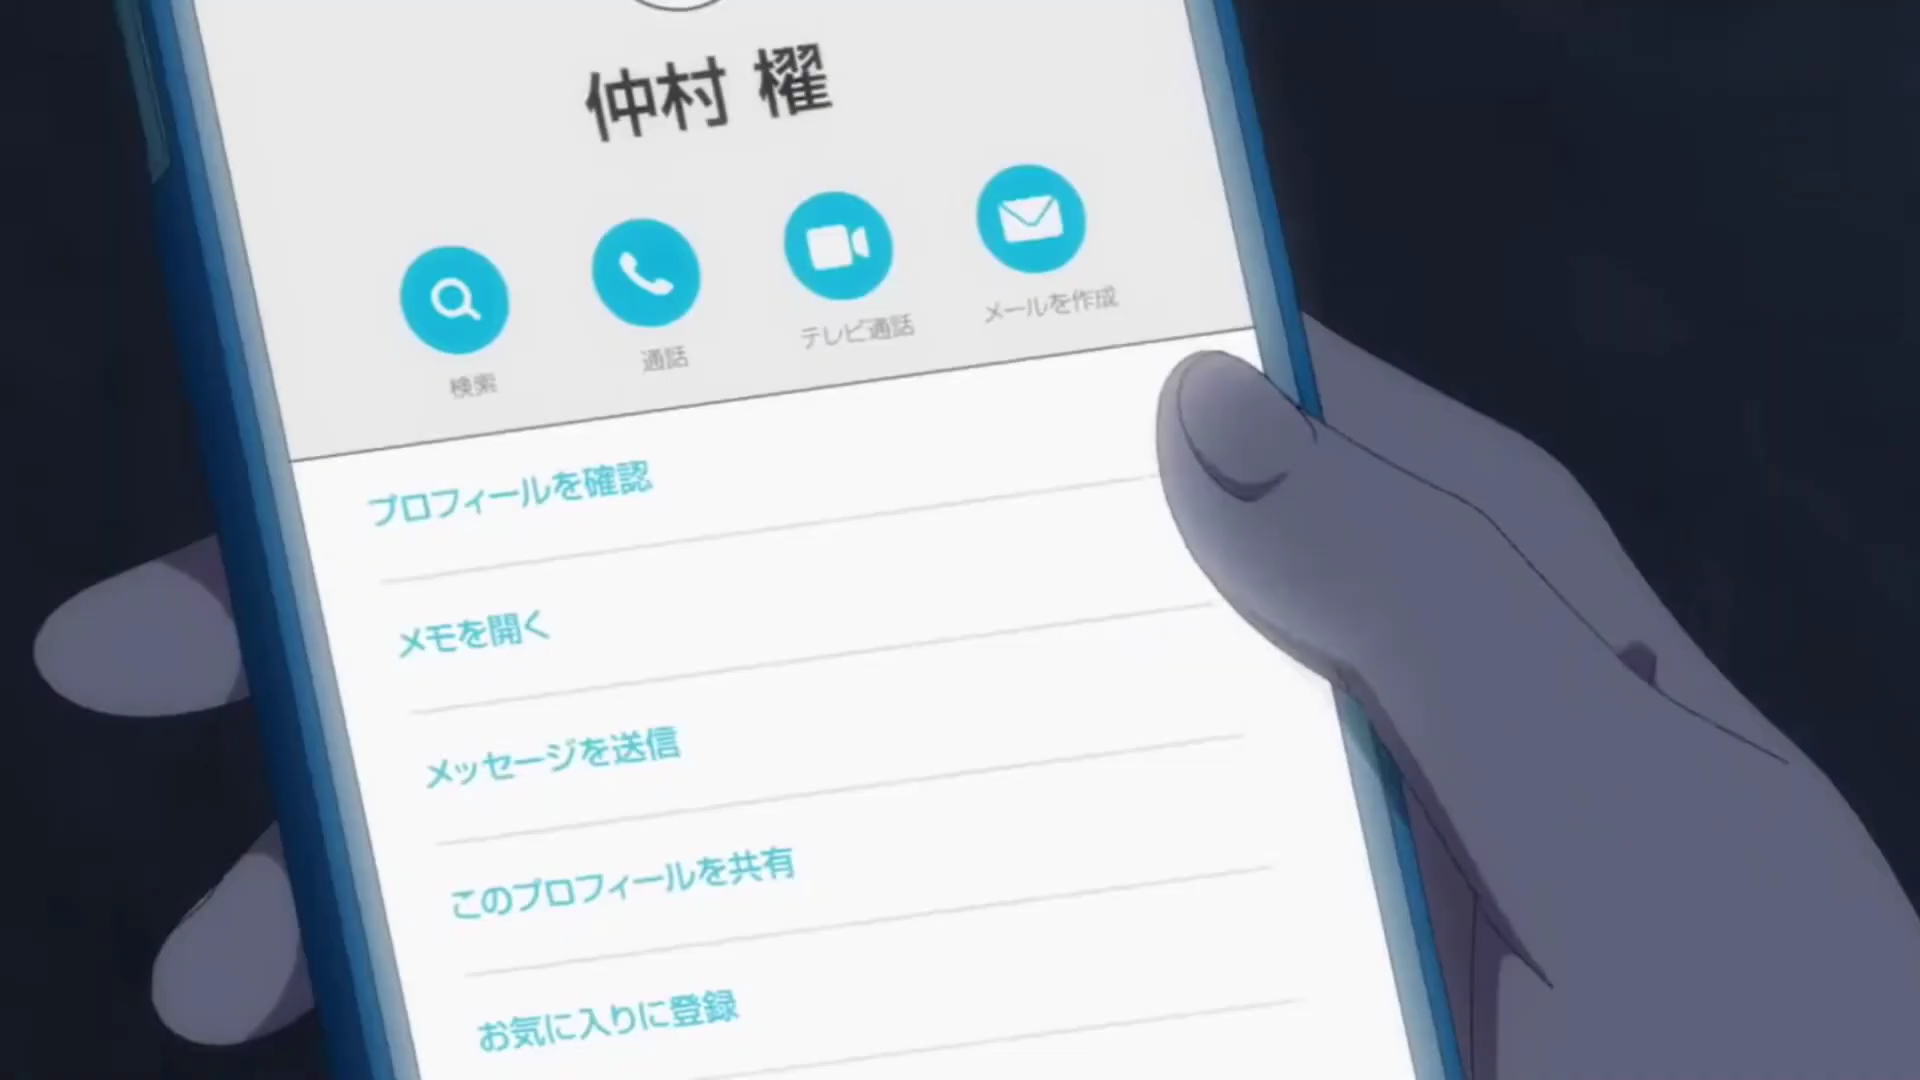 仲村 櫂
検索
通話
テレビ通話
メールを作成
プロフィールを確認
メモを開く
メッセージを送信
このプロフィールを共有
お気に入りに登録